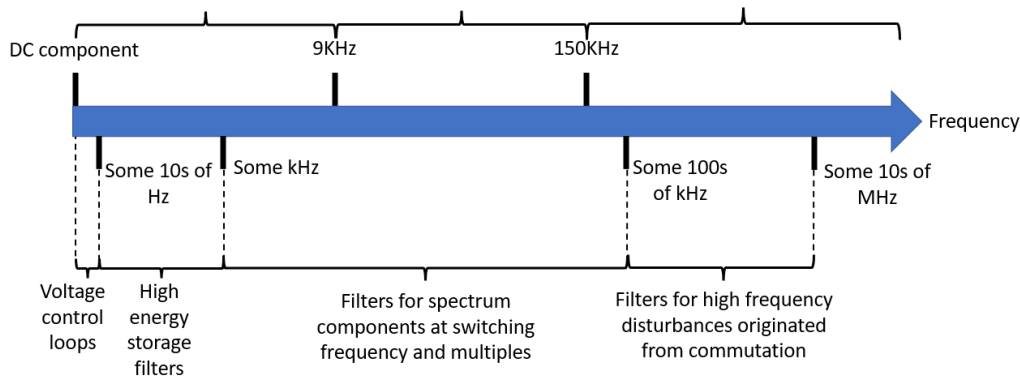 DC component
9KHz
150KHz
Frequency
Some 10s of
Hz
Some kHz
Some 100s
of kHz
Some 10s of
MHz
Voltage
control
loops
High
energy
storage
filters
Filters for spectrum
components at switching
frequency and multiples
Filters for high frequency
disturbances originated
from commutation